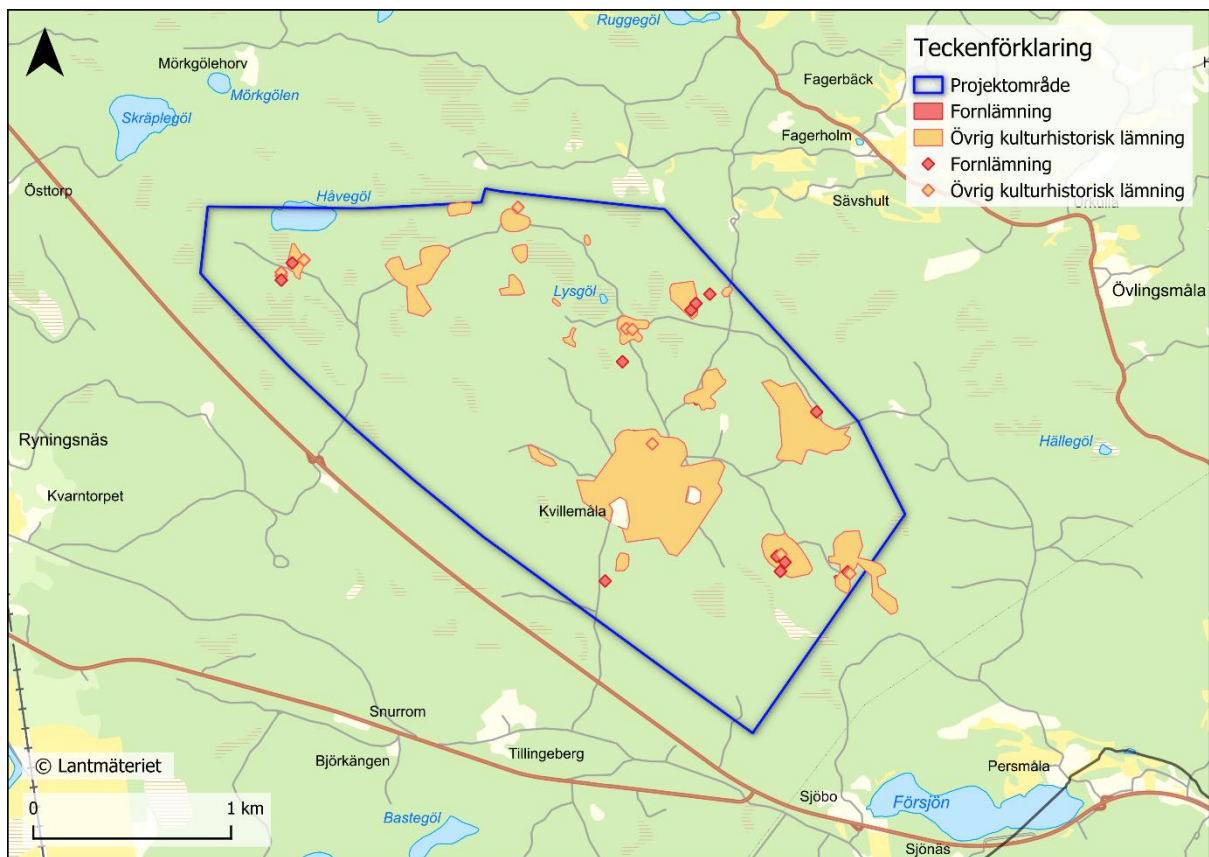 Ruggegöl
Teckenförklaring
Projektområde
Fornlämning
Övrig kulturhistorisk lämning
Fornlämning
Övrig kulturhistorisk lämning
Mörkgölehorv
Mörkgölen
Skräplegöl
Fagerbäck
Fagerholm
Östtorp
Håvegöl
Sävshult
Övlingsmåla
Lysgöl
Ryningsnäs
Hällegöl
Kvarntorpet
Kvillemåla
Snurrom
Tillingeberg
Björkängen
Persmåla
© Lantmäteriet
Sjöbo
Försjön
0 1 km
Bastegöl
Sjönäs